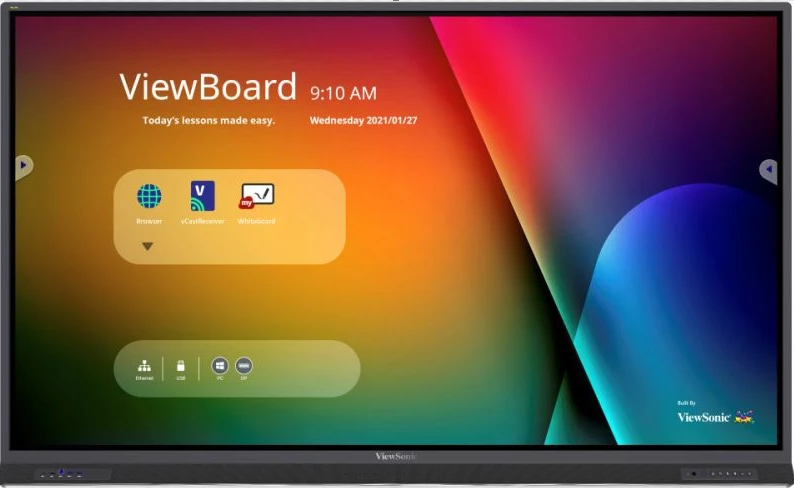 ViewBoard 9:10 AM
Today's lessons made easy. Wednesday 2021/01/27
V
my
Browser vCastReceiver Whiteboard
Ethernet USB PC DP
Built By
ViewSonic
ViewSonic